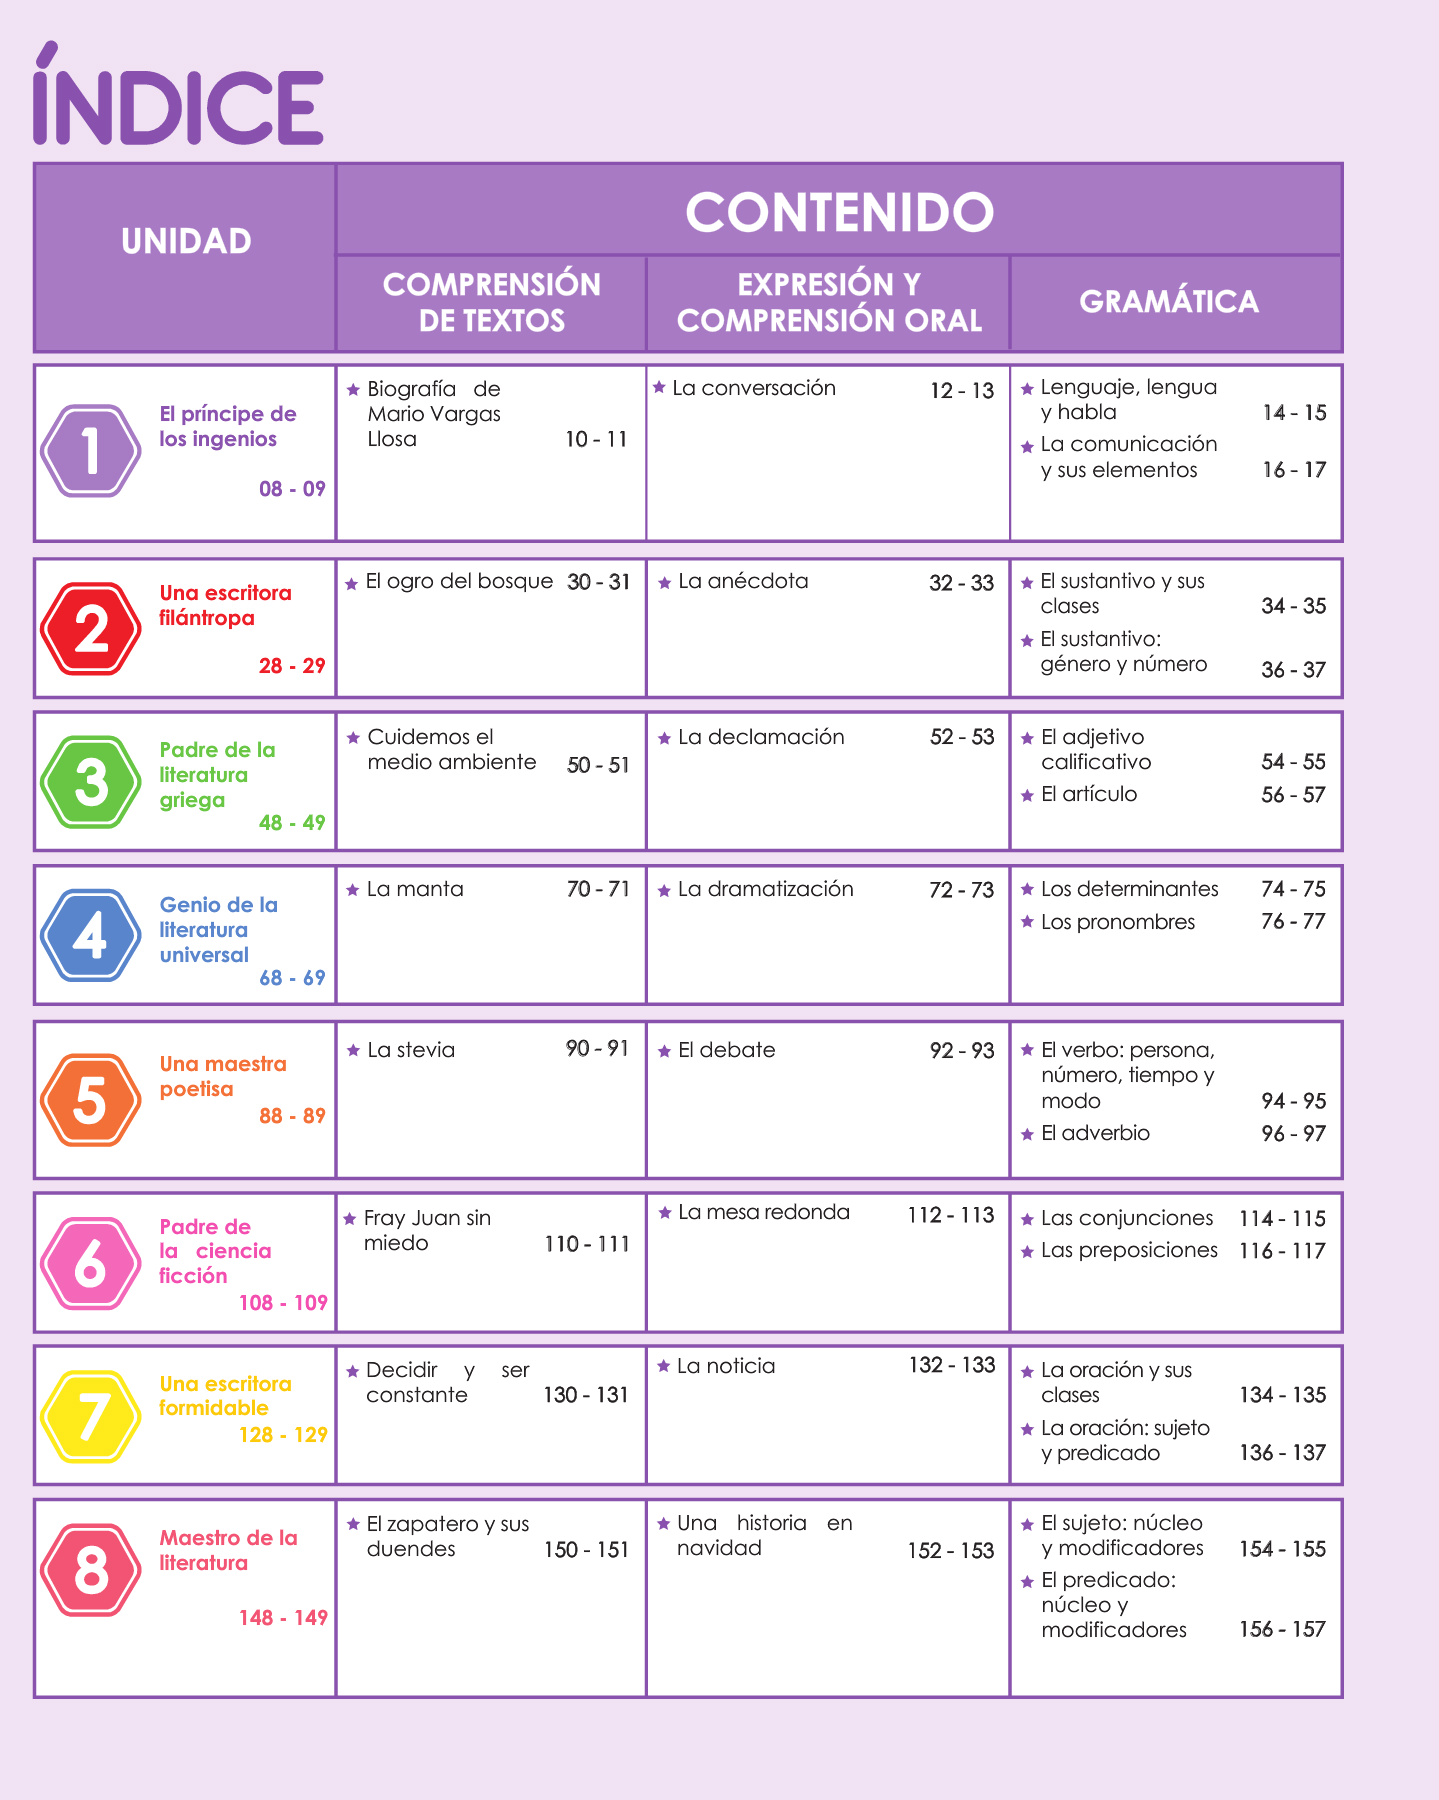 ÍNDICE
UNIDAD
CONTENIDO
COMPRENSIÓN
DE TEXTOS
EXPRESIÓN Y
COMPRENSIÓN ORAL
GRAMÁTICA
1
El príncipe de
los ingenios
08 - 09
Biografía de
Mario Vargas
Llosa 10 - 11
La conversación 12 - 13
Lenguaje, lengua
y habla 14 - 15
La comunicación
y sus elementos 16 - 17
2
Una escritora
filántropa
28 - 29
El ogro del bosque 30 - 31
La anécdota 32 - 33
El sustantivo y sus
clases 34 - 35
El sustantivo:
género y número 36 - 37
3
Padre de la
literatura
griega
48 - 49
Cuidemos el
medio ambiente 50 - 51
La declamación 52 - 53
El adjetivo
calificativo 54 - 55
El artículo 56 - 57
4
Genio de la
literatura
universal
68 - 69
La manta 70 - 71
La dramatización 72 - 73
Los determinantes 74 - 75
Los pronombres 76 - 77
5
Una maestra
poetisa
88 - 89
La stevia 90 - 91
El debate 92 - 93
El verbo: persona,
número, tiempo y
modo 94 - 95
El adverbio 96 - 97
6
Padre de
la ciencia
ficción
108 - 109
Fray Juan sin
miedo 110 - 111
La mesa redonda 112 - 113
Las conjunciones 114 - 115
Las preposiciones 116 - 117
7
Una escritora
formidable
128 - 129
Decidir y ser
constante 130 - 131
La noticia 132 - 133
La oración y sus
clases 134 - 135
La oración: sujeto
y predicado 136 - 137
8
Maestro de la
literatura
148 - 149
El zapatero y sus
duendes 150 - 151
Una historia en
navidad 152 - 153
El sujeto: núcleo
y modificadores 154 - 155
El predicado:
núcleo y
modificadores 156 - 157